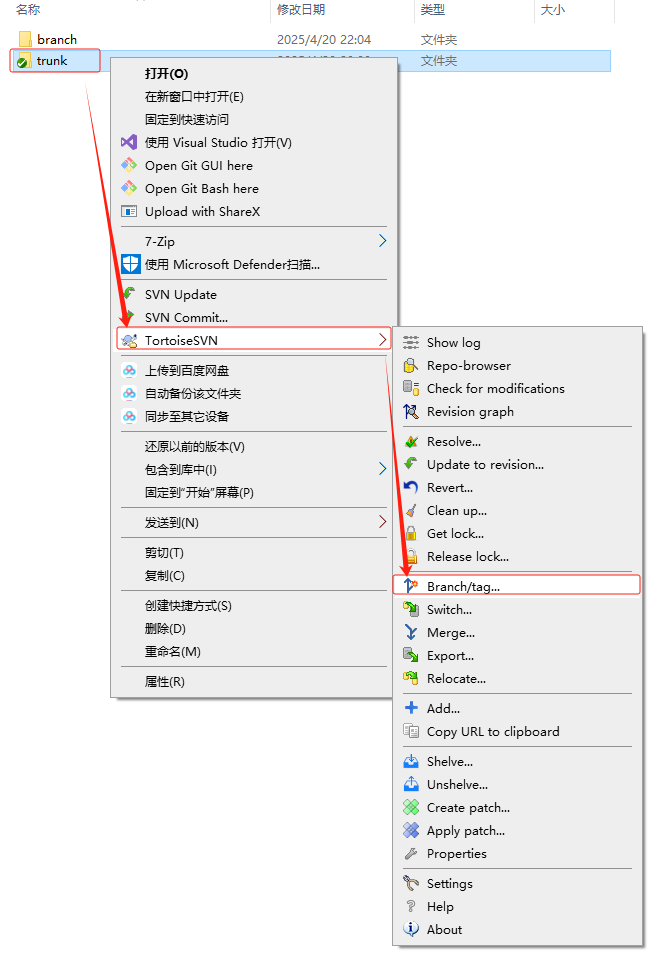 名称 修改日期 类型 大小
branch 2025/4/20 22:04 文件夹
trunk 文件夹
打开(O)
在新窗口中打开(E)
固定到快速访问
使用 Visual Studio 打开(V)
Open Git GUI here
Open Git Bash here
Upload with ShareX
7-Zip
使用 Microsoft Defender扫描...
SVN Update
SVN Commit...
TortoiseSVN
上传到百度网盘
自动备份该文件夹
同步至其它设备
还原以前的版本(V)
包含到库中(I)
固定到"开始"屏幕(P)
发送到(N)
剪切(T)
复制(C)
创建快捷方式(S)
删除(D)
重命名(M)
属性(R)
Show log
Repo-browser
Check for modifications
Revision graph
Resolve...
Update to revision...
Revert...
Clean up...
Get lock...
Release lock...
Branch/tag...
Switch...
Merge...
Export...
Relocate...
Add...
Copy URL to clipboard
Shelve...
Unshelve...
Create patch...
Apply patch...
Properties
Settings
Help
About